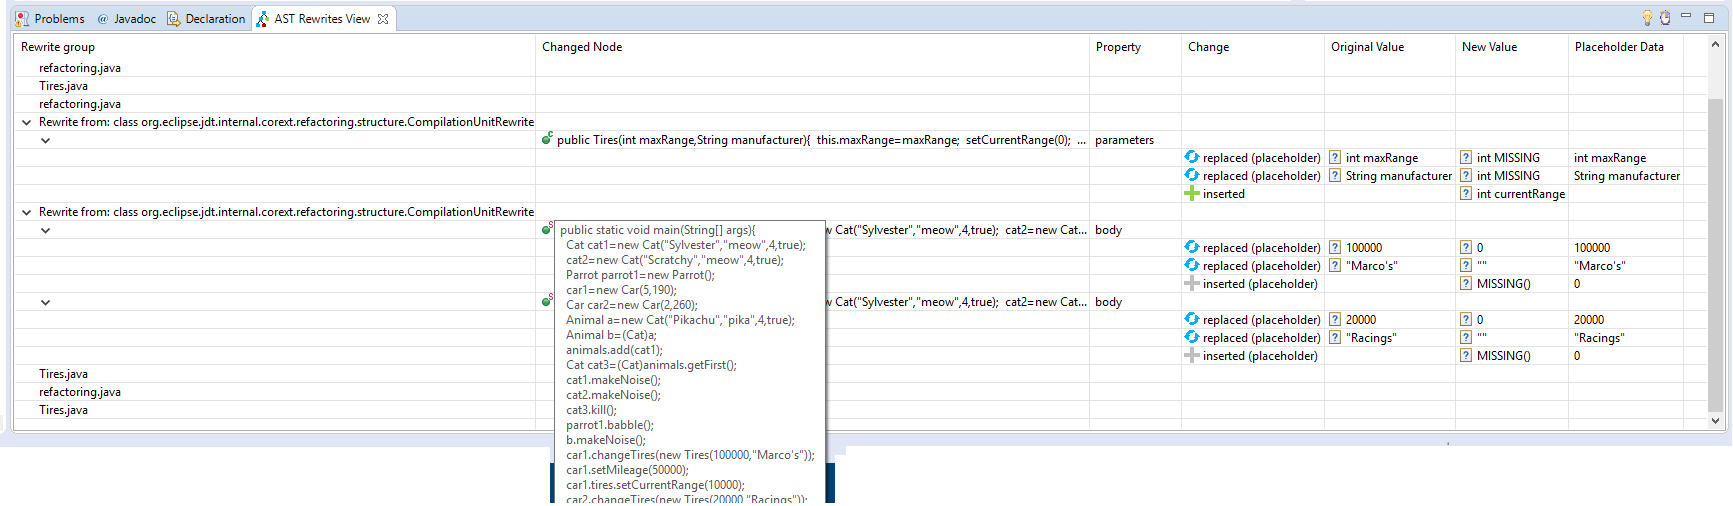 Problems @ Javadoc Declaration AST Rewrites View
Rewrite group Changed Node Property Change Original Value New Value Placeholder Data
refactoring.java
Tires.java
refactoring.java
Rewrite from: class org.eclipse.jdt.internal.corext.refactoring.structure.CompilationUnitRewrite
public Tires(int maxRange,String manufacturer){ this.maxRange=maxRange; setCurrentRange(0); ... parameters
replaced (placeholder) int maxRange int MISSING int maxRange
replaced (placeholder) String manufacturer int MISSING String manufacturer
inserted int currentRange
Rewrite from: class org.eclipse.jdt.internal.corext.refactoring.structure.CompilationUnitRewrite
w Cat("Sylvester","meow",4,true); cat2=new Cat... body
replaced (placeholder) 100000 0 100000
replaced (placeholder) "Marco's" "" "Marco's"
inserted (placeholder) MISSING() 0
w Cat("Sylvester","meow",4,true); cat2=new Cat... body
replaced (placeholder) 20000 0 20000
replaced (placeholder) "Racings" "" "Racings"
inserted (placeholder) MISSING() 0
Tires.java
refactoring.java
Tires.java
public static void main(String[] args){
Cat cat1=new Cat("Sylvester","meow",4,true);
cat2=new Cat("Scratchy","meow",4,true);
Parrot parrot1=new Parrot();
car1=new Car(5,190);
Car car2=new Car(2,260);
Animal a=new Cat("Pikachu","pika",4,true);
Animal b=(Cat)a;
animals.add(cat1);
Cat cat3=(Cat)animals.getFirst();
cat1.makeNoise();
cat2.makeNoise();
cat3.kill();
parrot1.babble();
b.makeNoise();
car1.changeTires(new Tires(100000,"Marco's"));
car1.setMileage(50000);
car1.tires.setCurrentRange(10000);
car2.changeTires(new Tires(20000,"Racings"));